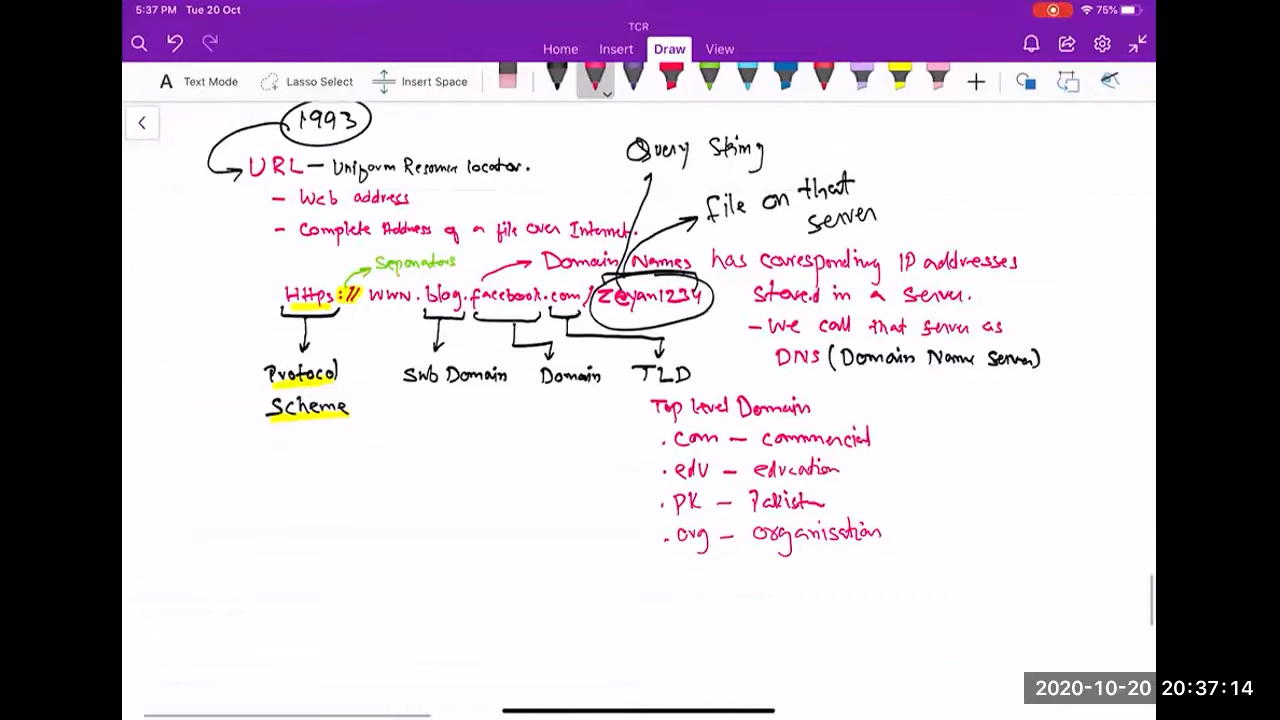 5:37 PM Tue 20 Oct
75%
TCR
Home Insert Draw View
Text Mode Lasso Select Insert Space
1993
URL - Uniform Resource locator.
- Web address
- Complete Address of a file over Internet.
Query String
file on that
server
Separators
Domain Names has corresponding IP addresses
stored in a server.
- We call that server as
DNS (Domain Name Server)
HTTps:// www.blog.facebook.com/Zeeyan1234
Protocol
Scheme
Sub Domain
Domain
TLD
Top Level Domain
.com - commercial
.edu - education
.PK - Pakistan
.org - organisation
2020-10-20 20:37:14